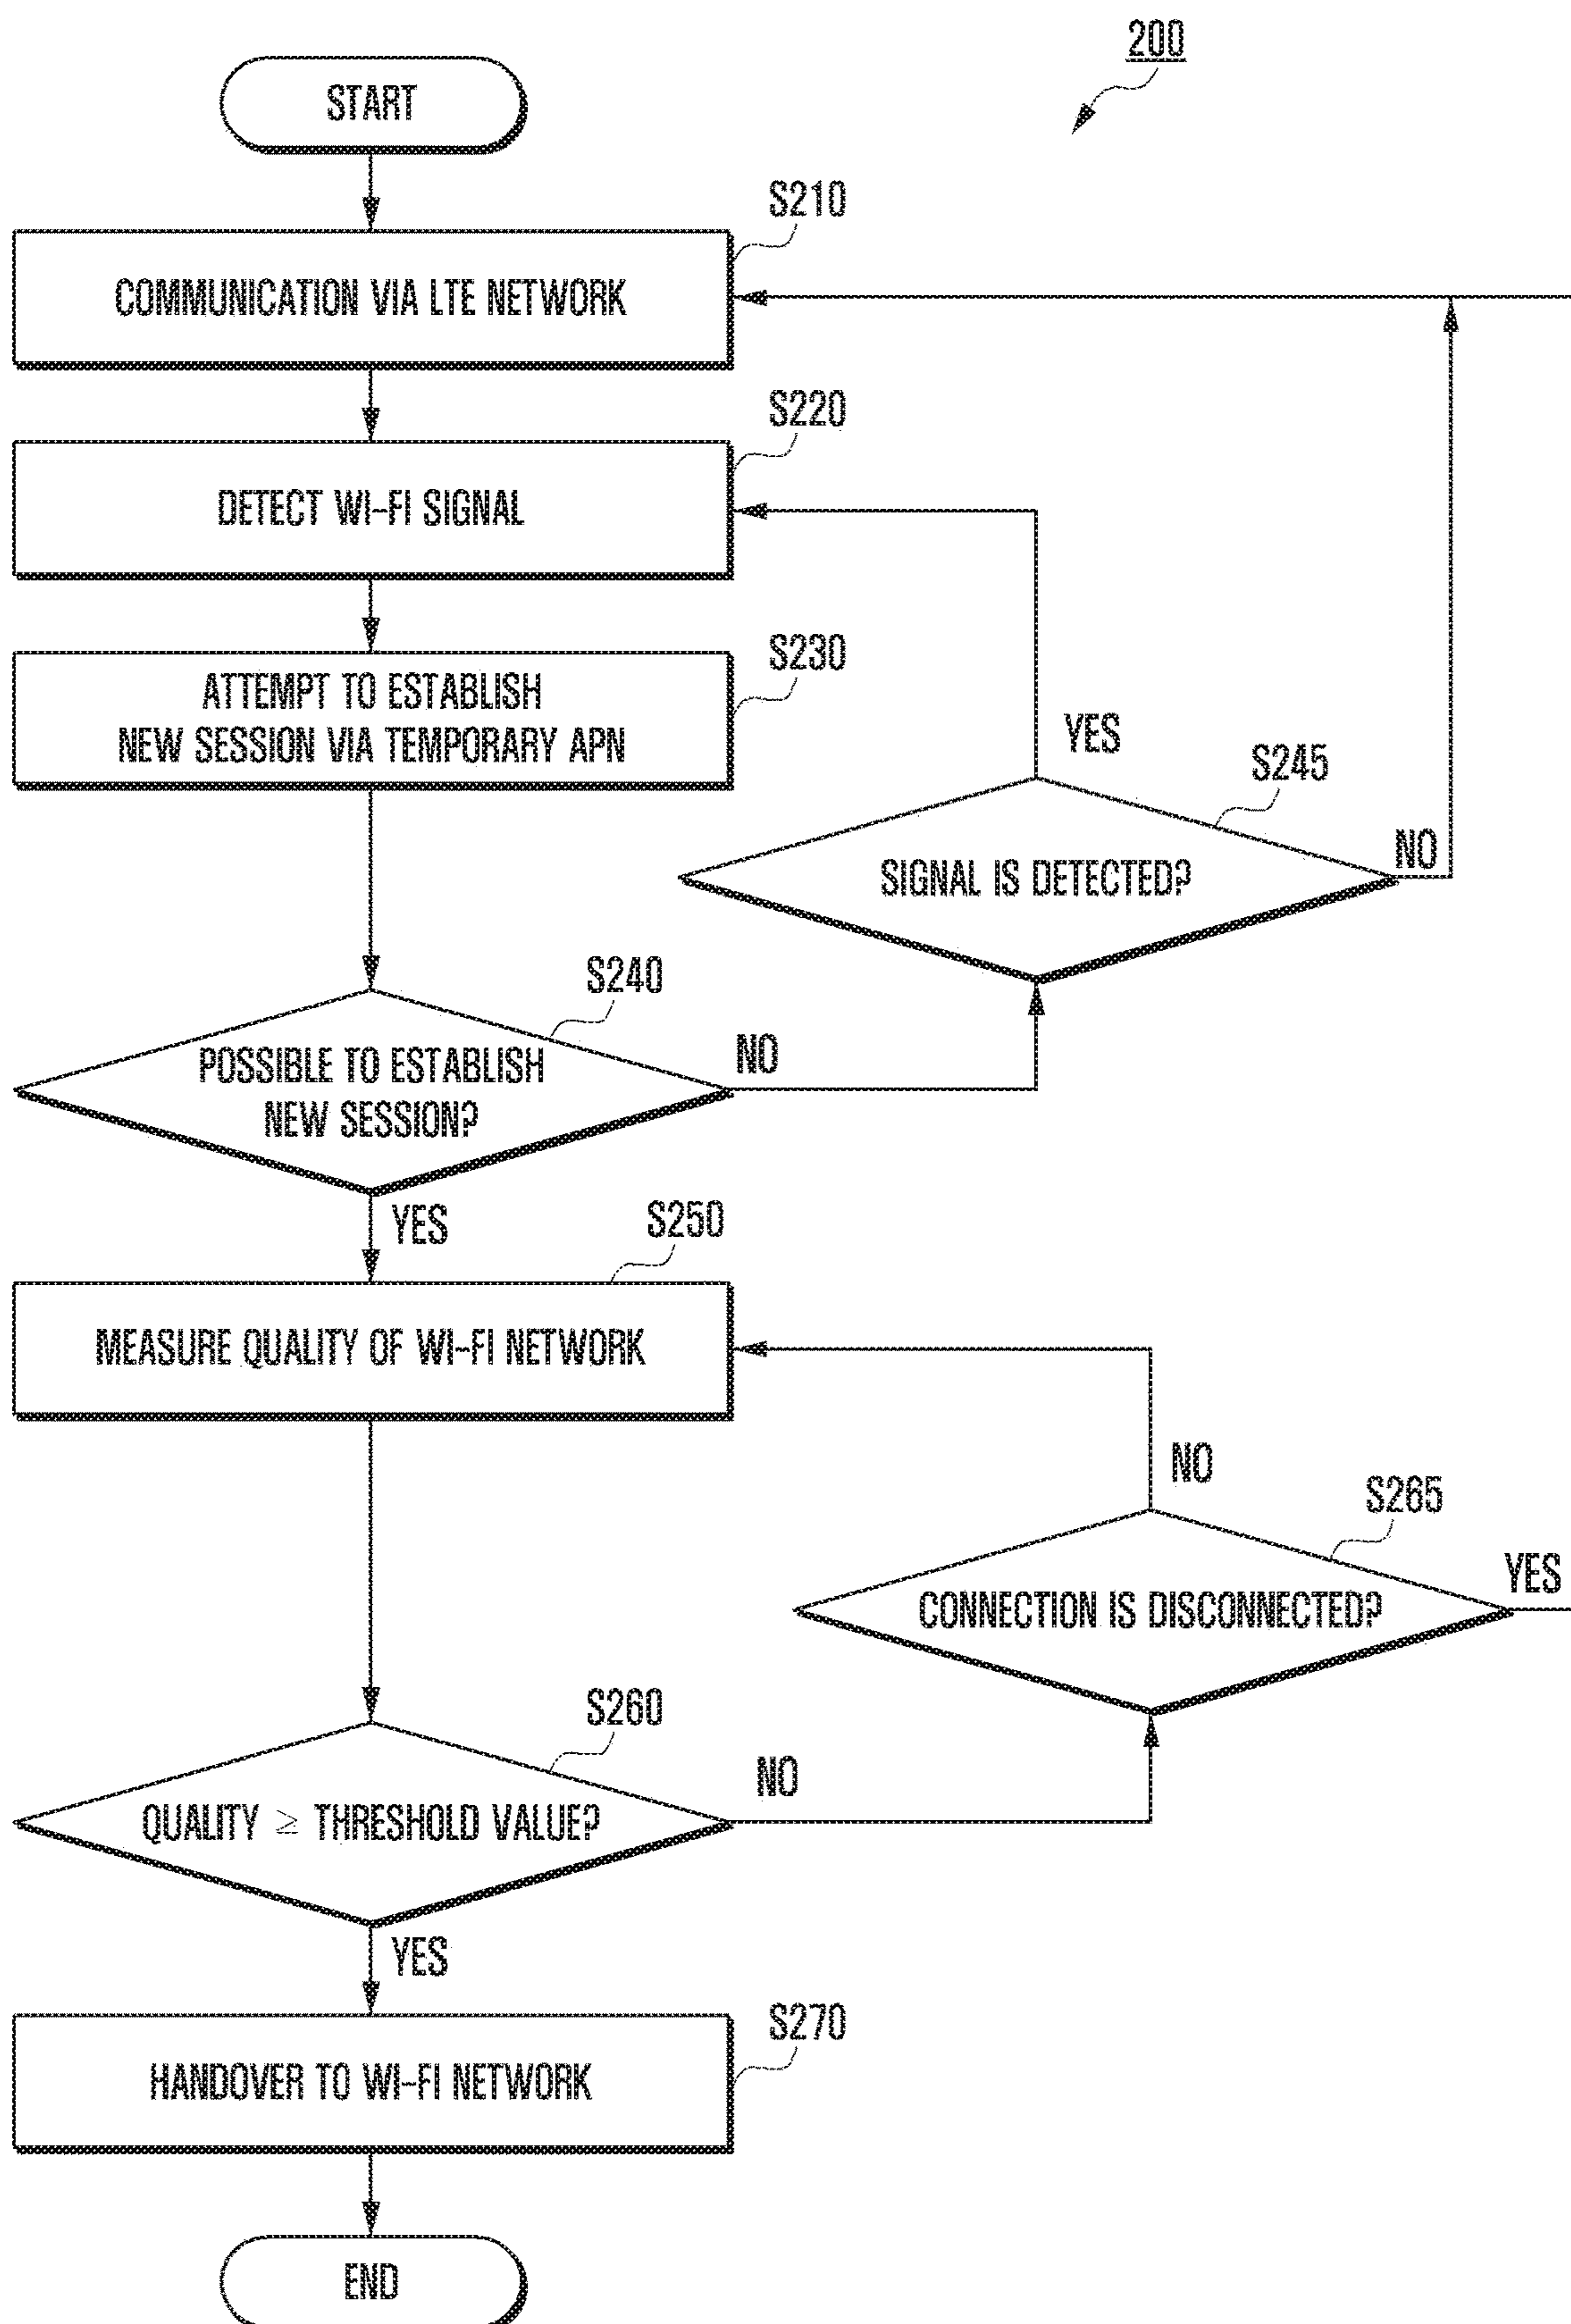 200
START
S210
COMMUNICATION VIA LTE NETWORK
S220
DETECT WI-FI SIGNAL
S230
ATTEMPT TO ESTABLISH
NEW SESSION VIA TEMPORARY APN
YES
S245
NO
SIGNAL IS DETECTED?
S240
NO
POSSIBLE TO ESTABLISH
NEW SESSION?
YES
S250
MEASURE QUALITY OF WI-FI NETWORK
NO
S265
YES
CONNECTION IS DISCONNECTED?
S260
NO
QUALITY ≥ THRESHOLD VALUE?
YES
S270
HANDOVER TO WI-FI NETWORK
END